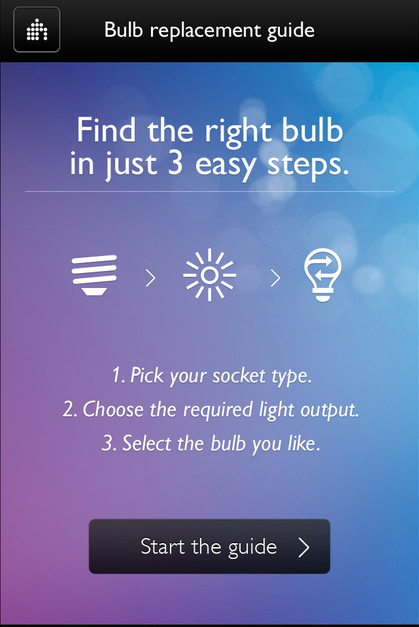 Bulb replacement guide
Find the right bulb
in just 3 easy steps.
1. Pick your socket type.
2. Choose the required light output.
3. Select the bulb you like.
Start the guide